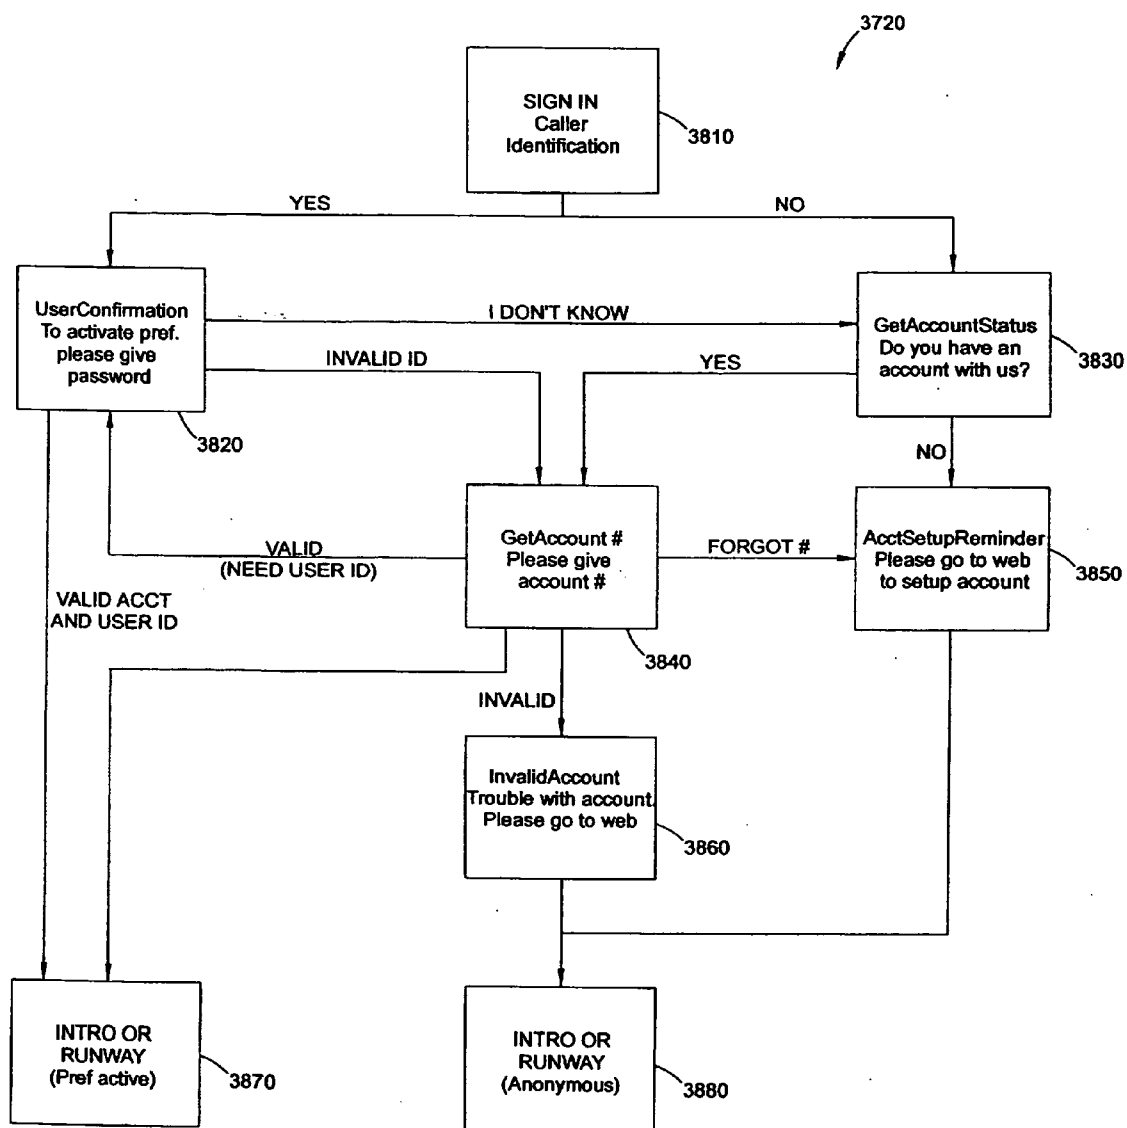 3720
SIGN IN
Caller
Identification
3810
YES
NO
UserConfirmation
To activate pref.
please give
password
3820
I DON'T KNOW
INVALID ID
YES
GetAccountStatus
Do you have an
account with us?
3830
NO
VALID
(NEED USER ID)
GetAccount #
Please give
account #
3840
FORGOT #
AcctSetupReminder
Please go to web
to setup account
3850
VALID ACCT
AND USER ID
INVALID
InvalidAccount
Trouble with account.
Please go to web
3860
INTRO OR
RUNWAY
(Pref active)
3870
INTRO OR
RUNWAY
(Anonymous)
3880